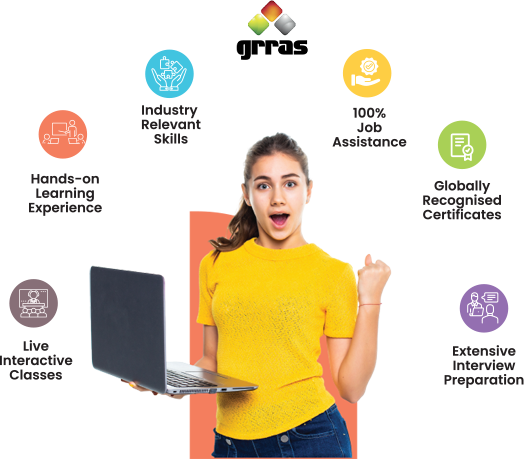 grras
Industry
Relevant
Skills
100%
Job
Assistance
Hands-on
Learning
Experience
Globally
Recognised
Certificates
Live
Interactive
Classes
Extensive
Interview
Preparation